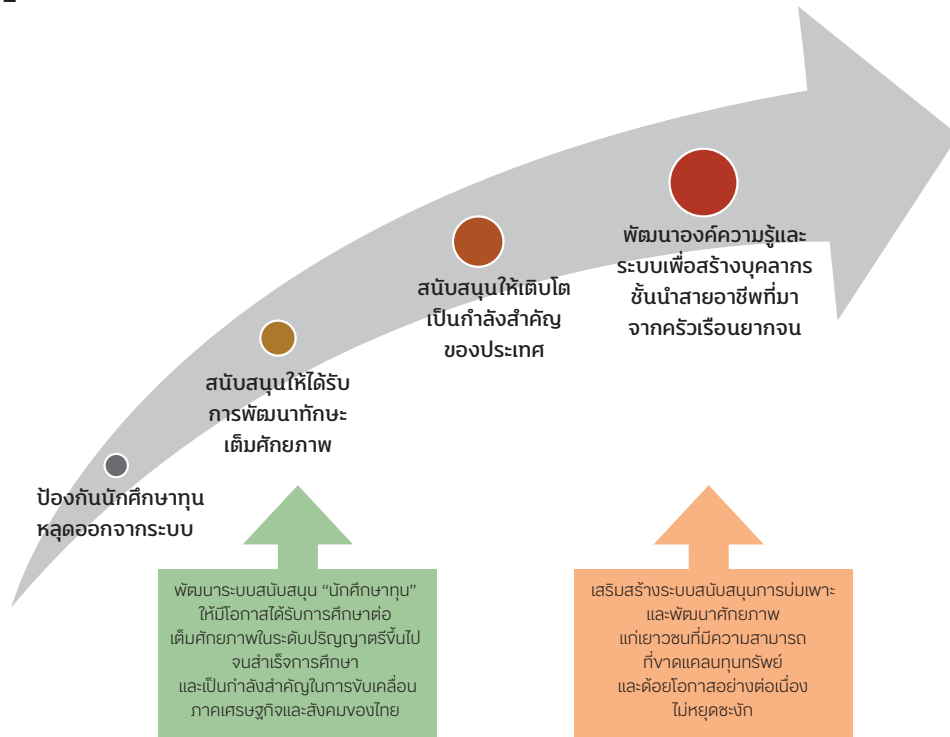 ป้องกันนักศึกษาทุน
หลุดออกจากระบบ
สนับสนุนให้ได้รับ
การพัฒนาทักษะ
เต็มศักยภาพ
สนับสนุนให้เติบโต
เป็นกำลังสำคัญ
ของประเทศ
พัฒนาองค์ความรู้และ
ระบบเพื่อสร้างบุคลากร
ชั้นนำสายอาชีพที่มา
จากครัวเรือนยากจน
พัฒนาระบบสนับสนุน “นักศึกษาทุน”
ให้มีโอกาสได้รับการศึกษาต่อ
เต็มศักยภาพในระดับปริญญาตรีขึ้นไป
จนสำเร็จการศึกษา
และเป็นกำลังสำคัญในการขับเคลื่อน
ภาคเศรษฐกิจและสังคมของไทย
เสริมสร้างระบบสนับสนุนการบ่มเพาะ
และพัฒนาศักยภาพ
แก่เยาวชนที่มีความสามารถ
ที่ขาดแคลนทุนทรัพย์
และด้อยโอกาสอย่างต่อเนื่อง
ไม่หยุดชะงัก